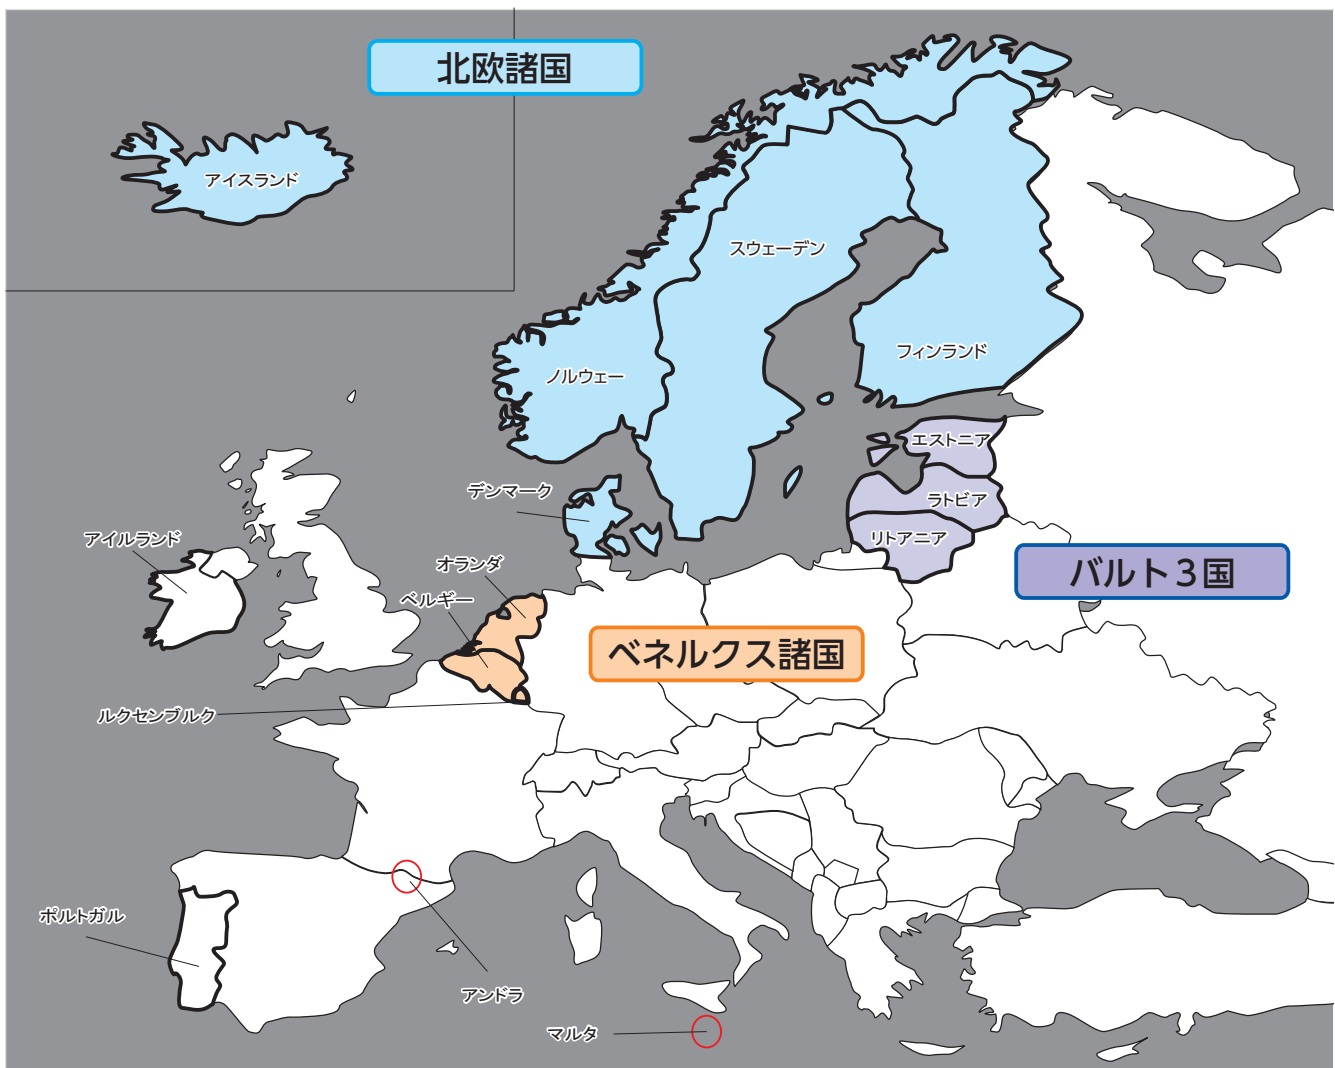 北欧諸国
アイスランド
スウェーデン
フィンランド
ノルウェー
エストニア
デンマーク
ラトビア
アイルランド
リトアニア
オランダ
バルト3国
ベルギー
ベネルクス諸国
ルクセンブルク
ポルトガル
アンドラ
マルタ